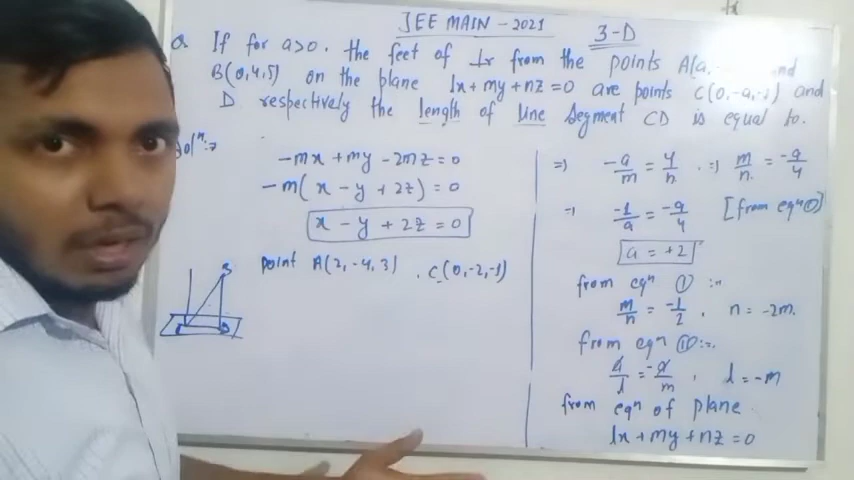 JEE MAIN - 2021
3-D
Q. If for a>0. the feet of ⊥r from the points A(a,- and
B(0,4,5) on the plane lx+my+nz=0 are points C(0,-a,-1) and
D respectively the length of line segment CD is equal to.
Solⁿ:→
-mx+my-2mz=0
-m(x-y+2z)=0
x-y+2z=0
point A(2,-4,3) , C(0,-2,-1)
B
C
D
⇒ -a/m = 4/n . ⇒ m/n = -a/4
⇒ -1/a = -a/4 [from eqⁿ①]
a = +2
from eqⁿ ① :-
m/n = -1/2 , n = -2m.
from eqⁿ ⑪:-
a/l = -a/m , l = -m
from eqⁿ of plane
lx+my+nz=0